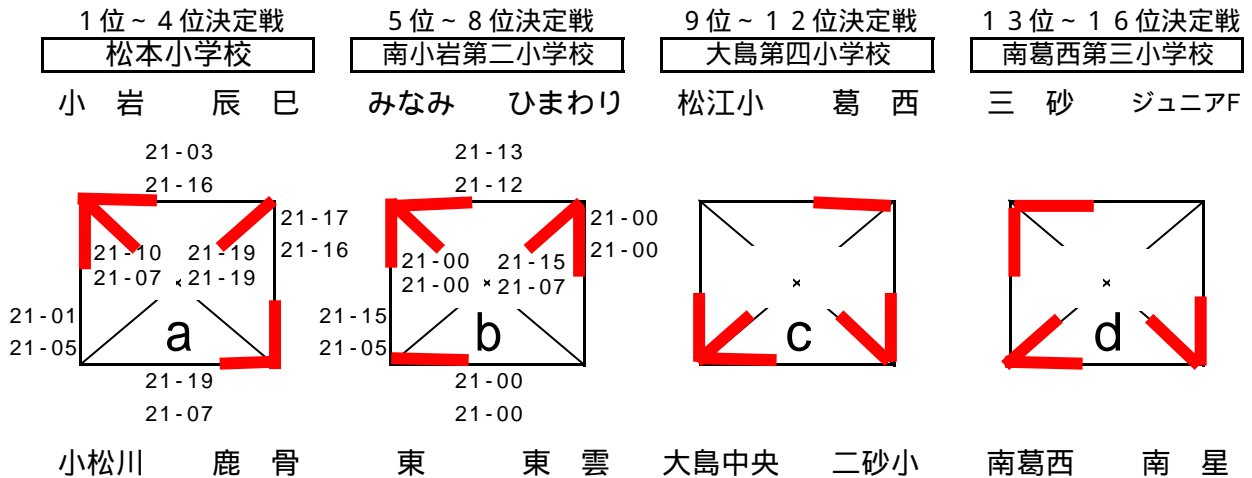 1位～4位決定戦 5位～8位決定戦 9位～12位決定戦 13位～16位決定戦
松本小学校 南小岩第二小学校 大島第四小学校 南葛西第三小学校
小 岩 辰 巳 みなみ ひまわり 松江小 葛 西 三 砂 ジュニアF
21-03 21-13
21-16 21-12
21-17 21-00
21-10 21-19 21-16 21-00 21-15 21-00
21-07 × 21-19 21-00 × 21-07 × ×
21-01 21-15
21-05 a 21-05 b c d
21-19 21-00
21-07 21-00
小松川 鹿 骨 東 東 雲 大島中央 二砂小 南葛西 南 星